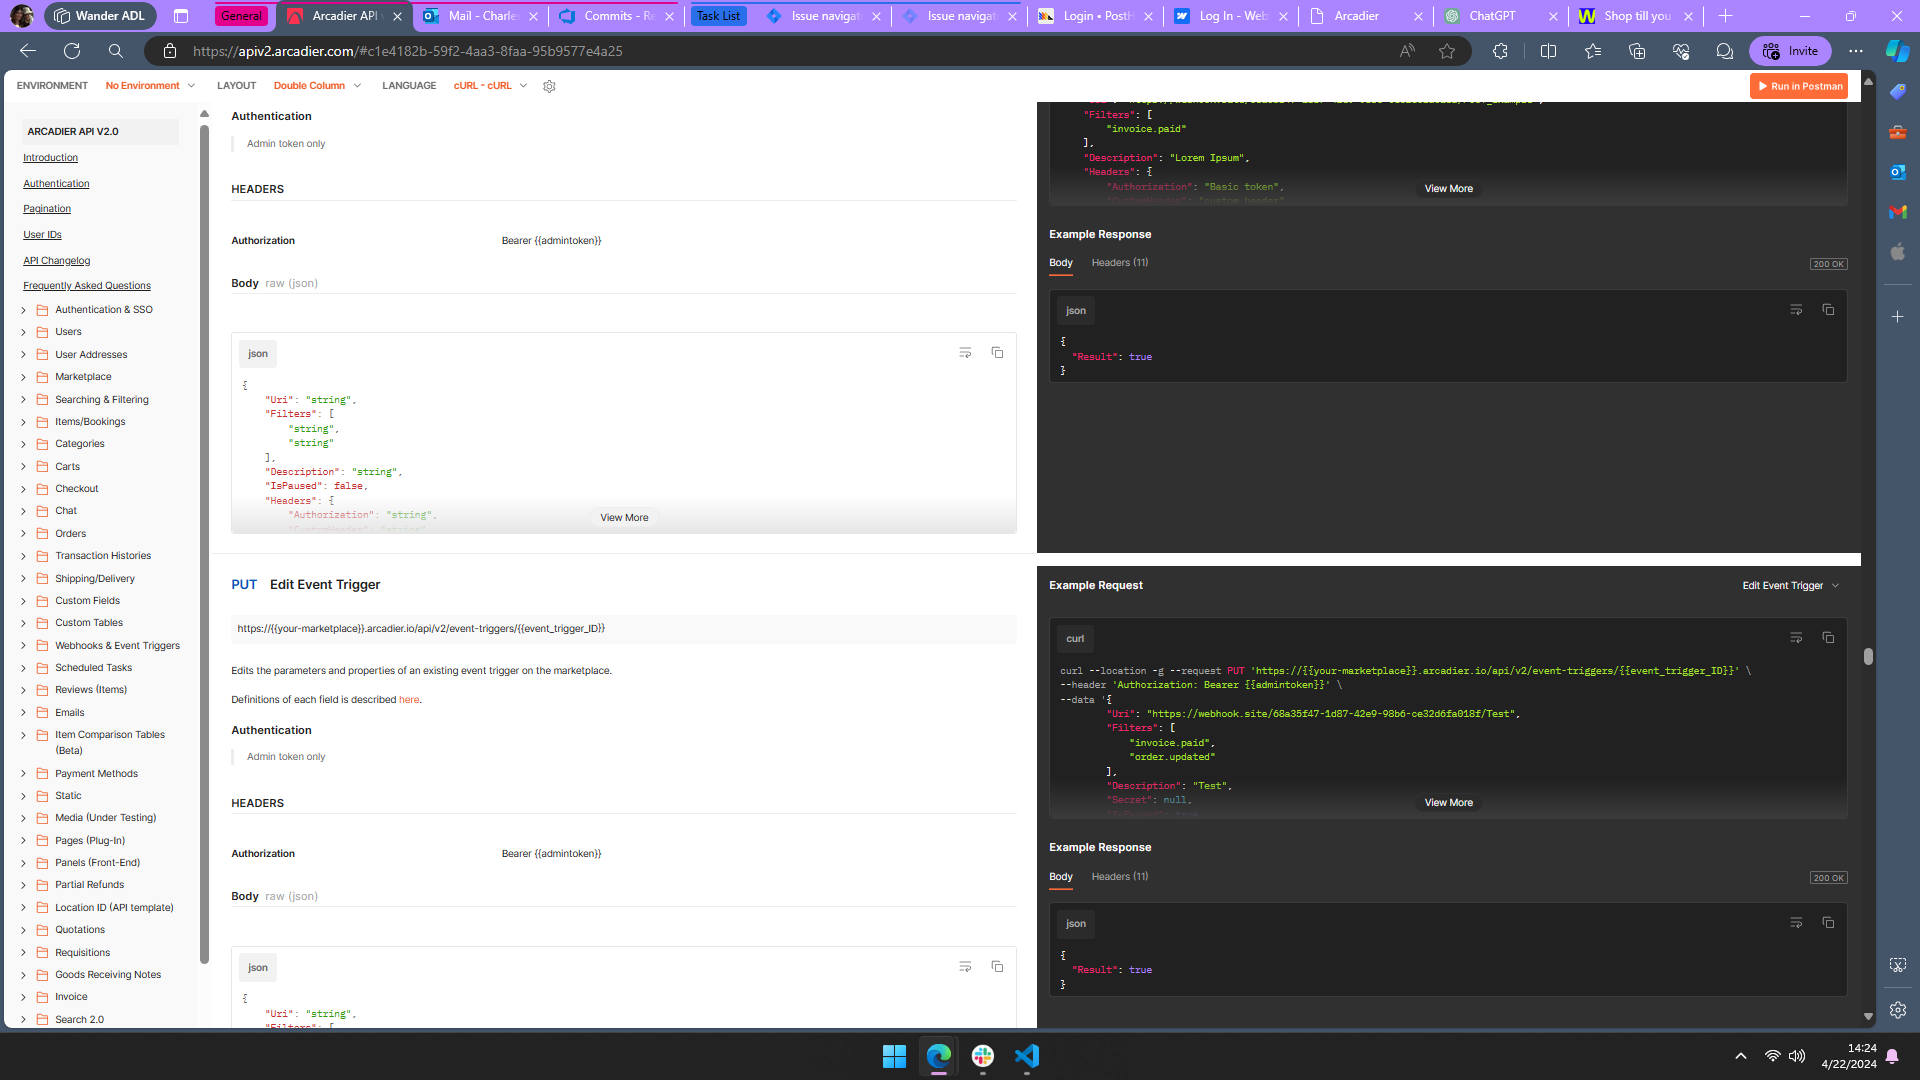 Wander ADL
General
Arcadier API
Mail - Charle
Commits - Re
Task List
Issue navigat
Issue navigat
Login • PostH
Log In - Web
Arcadier
ChatGPT
Shop till you
https://apiv2.arcadier.com/#c1e4182b-59f2-4aa3-8faa-95b9577e4a25
Invite
ENVIRONMENT No Environment LAYOUT Double Column LANGUAGE cURL - cURL
Run in Postman
ARCADIER API V2.0
Introduction
Authentication
Pagination
User IDs
API Changelog
Frequently Asked Questions
Authentication & SSO
Users
User Addresses
Marketplace
Searching & Filtering
Items/Bookings
Categories
Carts
Checkout
Chat
Orders
Transaction Histories
Shipping/Delivery
Custom Fields
Custom Tables
Webhooks & Event Triggers
Scheduled Tasks
Reviews (Items)
Emails
Item Comparison Tables
(Beta)
Payment Methods
Static
Media (Under Testing)
Pages (Plug-In)
Panels (Front-End)
Partial Refunds
Location ID (API template)
Quotations
Requisitions
Goods Receiving Notes
Invoice
Search 2.0
Authentication
Admin token only
HEADERS
Authorization Bearer {{admintoken}}
Body raw (json)
json
{
"Uri": "string",
"Filters": [
"string",
"string"
],
"Description": "string",
"IsPaused": false,
"Headers": {
"Authorization": "string",
"CustomHeader": "string"
View More
PUT Edit Event Trigger
https://{{your-marketplace}}.arcadier.io/api/v2/event-triggers/{{event_trigger_ID}}
Edits the parameters and properties of an existing event trigger on the marketplace.
Definitions of each field is described here.
Authentication
Admin token only
HEADERS
Authorization Bearer {{admintoken}}
Body raw (json)
json
{
"Uri": "string",
"Filters": [
"Filters": [
"invoice.paid"
],
"Description": "Lorem Ipsum",
"Headers": {
"Authorization": "Basic token",
"CustomHeader": "custom header"
View More
Example Response
Body Headers (11) 200 OK
json
{
"Result": true
}
Example Request Edit Event Trigger
curl
curl --location -g --request PUT 'https://{{your-marketplace}}.arcadier.io/api/v2/event-triggers/{{event_trigger_ID}}' \
--header 'Authorization: Bearer {{admintoken}}' \
--data '{
"Uri": "https://webhook.site/68a35f47-1d87-42e9-98b6-ce32d6fa018f/Test",
"Filters": [
"invoice.paid",
"order.updated"
],
"Description": "Test",
"Secret": null,
View More
Example Response
Body Headers (11) 200 OK
json
{
"Result": true
}
14:24
4/22/2024